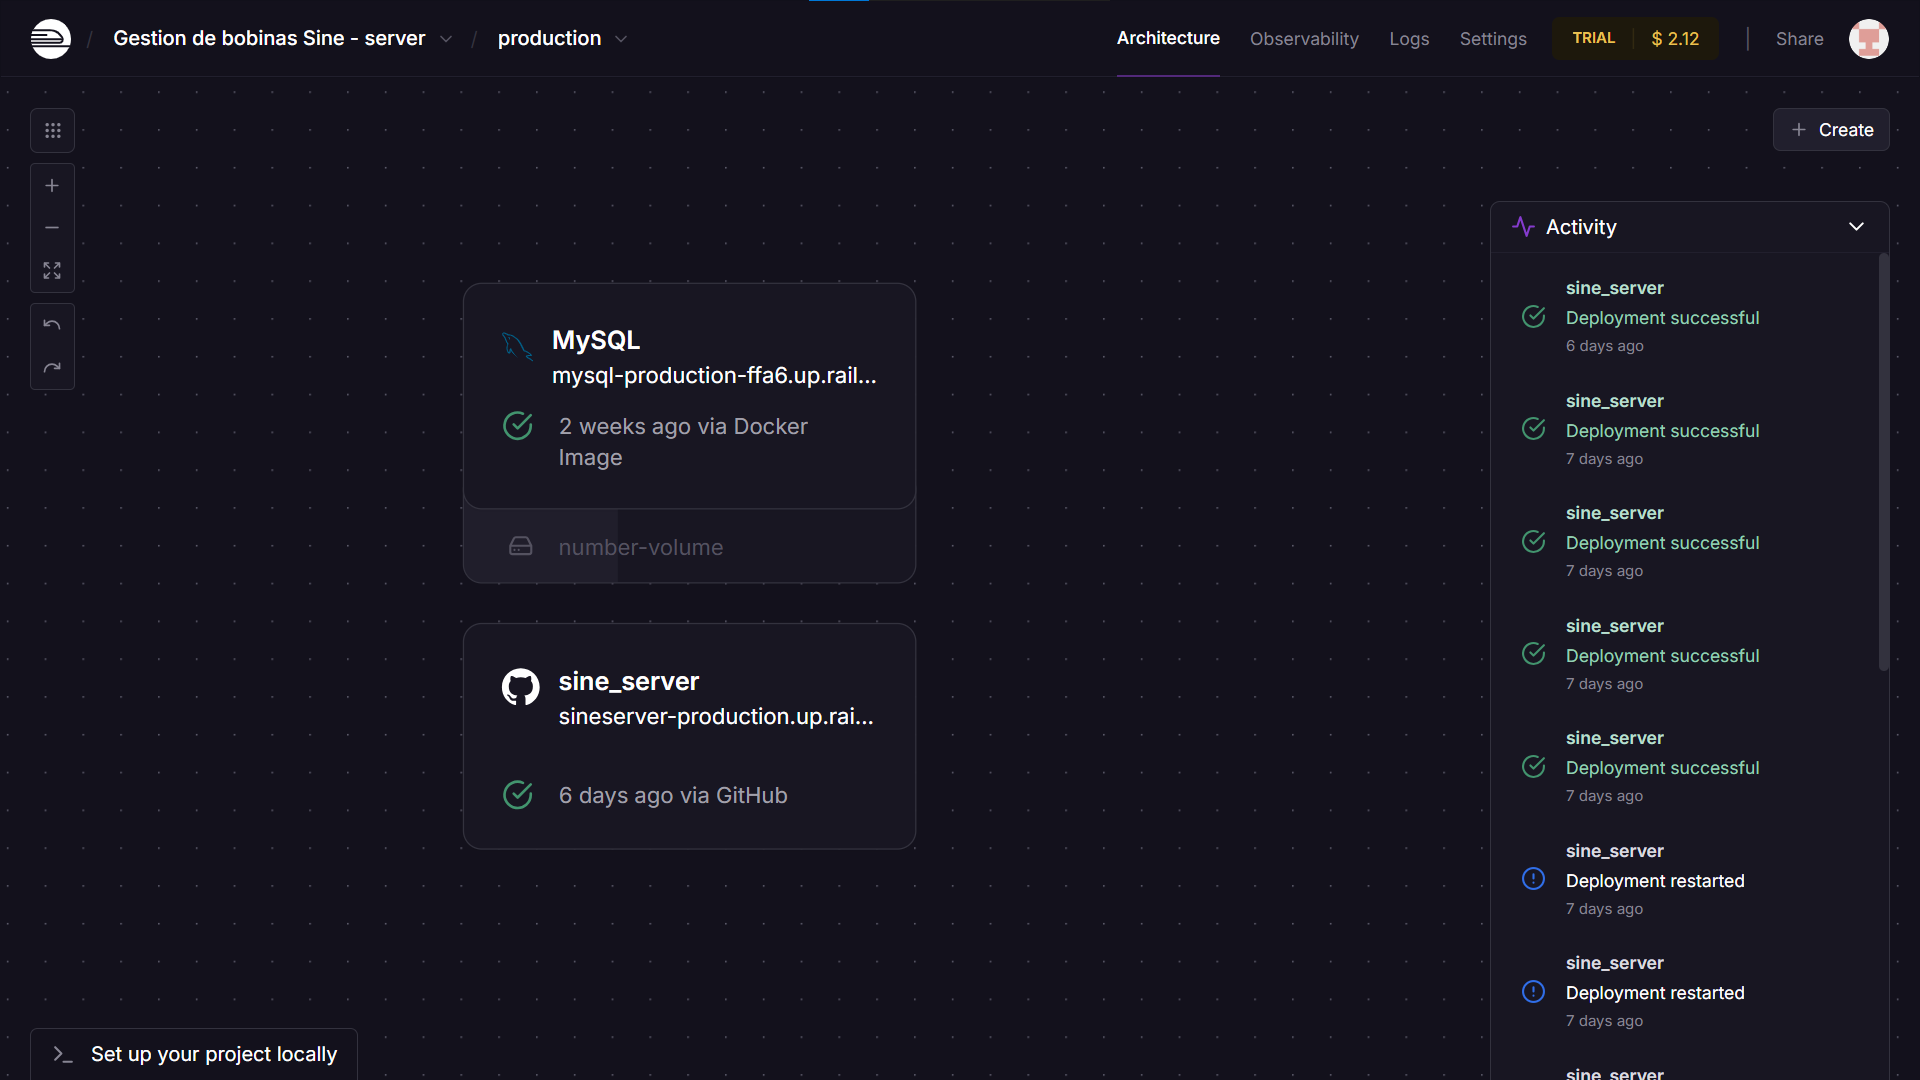 / Gestion de bobinas Sine - server / production
Architecture Observability Logs Settings TRIAL $ 2.12 Share
Create
Activity
sine_server
Deployment successful
6 days ago
sine_server
Deployment successful
7 days ago
sine_server
Deployment successful
7 days ago
sine_server
Deployment successful
7 days ago
sine_server
Deployment successful
7 days ago
sine_server
Deployment restarted
7 days ago
sine_server
Deployment restarted
7 days ago
sine_server
MySQL
mysql-production-ffa6.up.rail...
2 weeks ago via Docker
Image
number-volume
sine_server
sineserver-production.up.rai...
6 days ago via GitHub
Set up your project locally